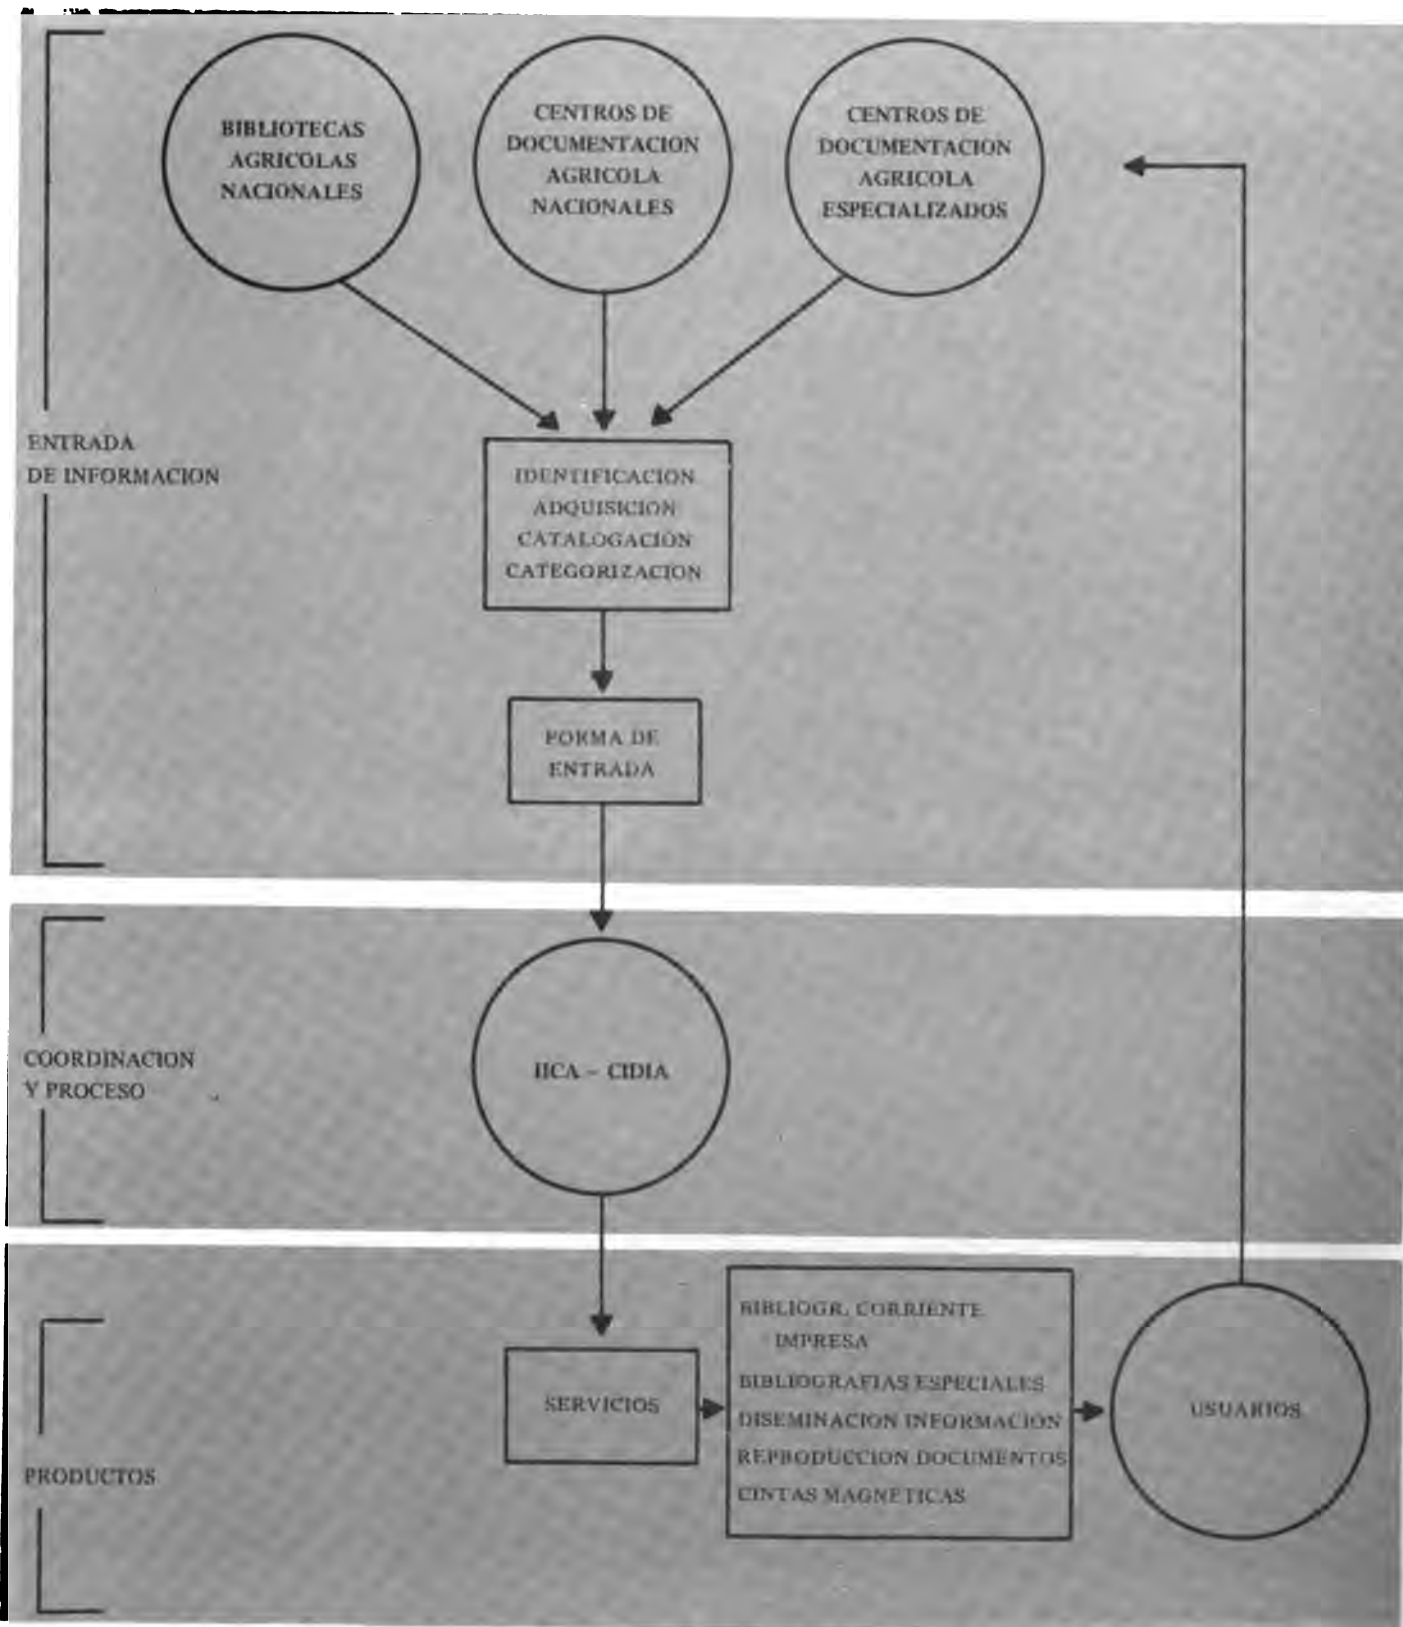 BIBLIOTECAS
AGRICOLAS
NACIONALES
CENTROS DE
DOCUMENTACION
AGRICOLA
NACIONALES
CENTROS DE
DOCUMENTACION
AGRICOLA
ESPECIALIZADOS
ENTRADA
DE INFORMACION
IDENTIFICACION
ADQUISICION
CATALOGACIÓN
CATEGORIZACION
FORMA DE
ENTRADA
COORDINACION
Y PROCESO
IICA – CIDIA
PRODUCTOS
SERVICIOS
BIBLIOGR. CORRIENTE
IMPRESA
BIBLIOGRAFIAS ESPECIALES
DISEMINACION INFORMACIÓN
REPRODUCCION DOCUMENTOS
CINTAS MAGNETICAS
USUARIOS